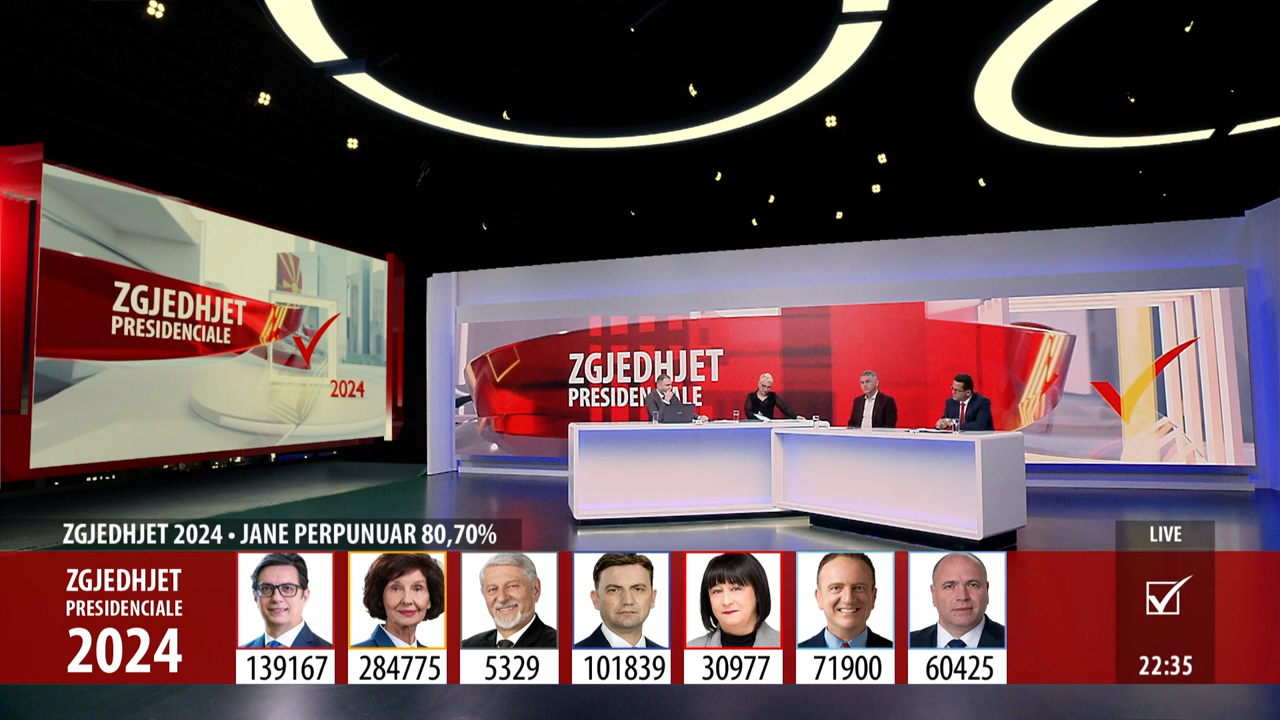 ZGJEDHJET
PRESIDENCIALE
2024
ZGJEDHJET
PRESIDENCIALE
ZGJEDHJET 2024 • JANE PERPUNUAR 80,70%
LIVE
ZGJEDHJET
PRESIDENCIALE
2024
139167 284775 5329 101839 30977 71900 60425
22:35